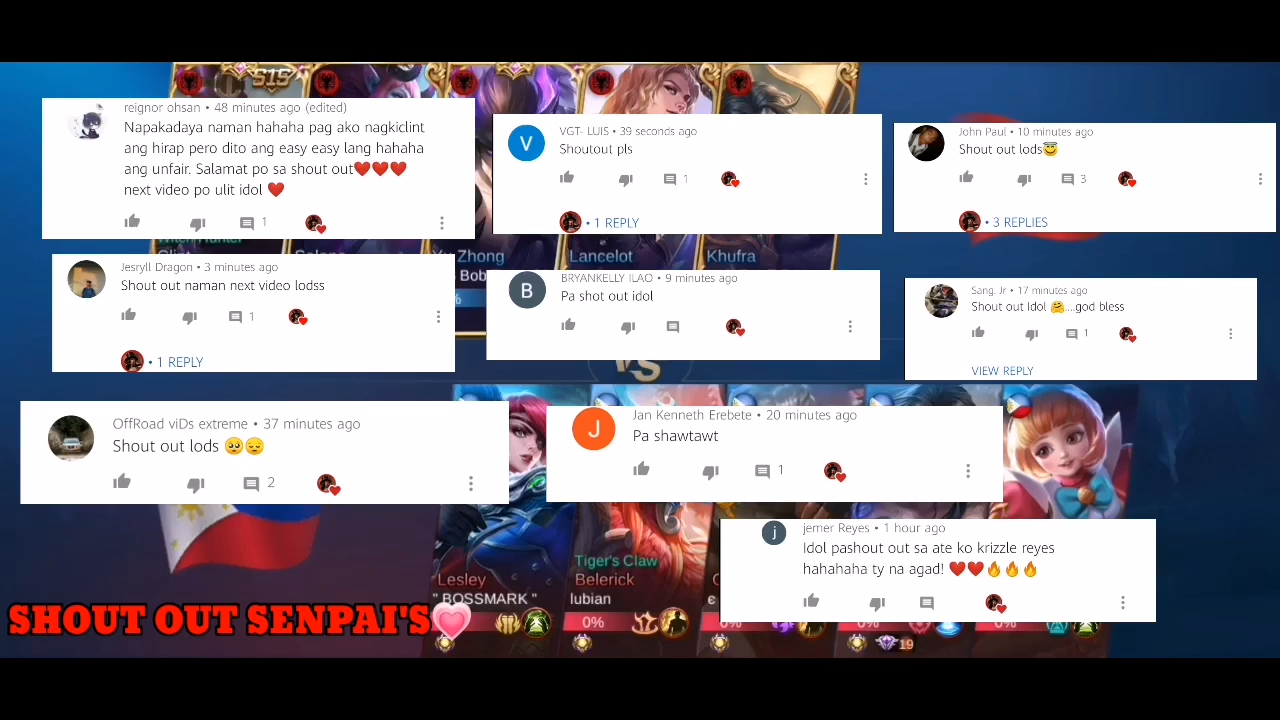 S15
reignor ohsan • 48 minutes ago (edited)
Napakadaya naman hahaha pag ako nagkiclint
ang hirap pero dito ang easy easy lang hahaha
ang unfair. Salamat po sa shout out❤️❤️❤️
next video po ulit idol ❤️
1
V
VGT- LUIS • 39 seconds ago
Shoutout pls
1
• 1 REPLY
John Paul • 10 minutes ago
Shout out lods😇
3
• 3 REPLIES
Zhong
Lancelot
Khufra
Bob
Jesryll Dragon • 3 minutes ago
Shout out naman next video lodss
1
• 1 REPLY
B
BRYANKELLY ILAO • 9 minutes ago
Pa shot out idol
Sang. Jr • 17 minutes ago
Shout out Idol 🤗....god bless
1
VIEW REPLY
VS
OffRoad viDs extreme • 37 minutes ago
Shout out lods 🥺😔
2
J
Jan Kenneth Erebete • 20 minutes ago
Pa shawtawt
1
j
jemer Reyes • 1 hour ago
Idol pashout out sa ate ko krizzle reyes
hahahaha ty na agad! ❤️❤️🔥🔥🔥
Tiger's Claw
Lesley
Belerick
" BOSSMARK "
lubian
0%
19
SHOUT OUT SENPAI'S💗